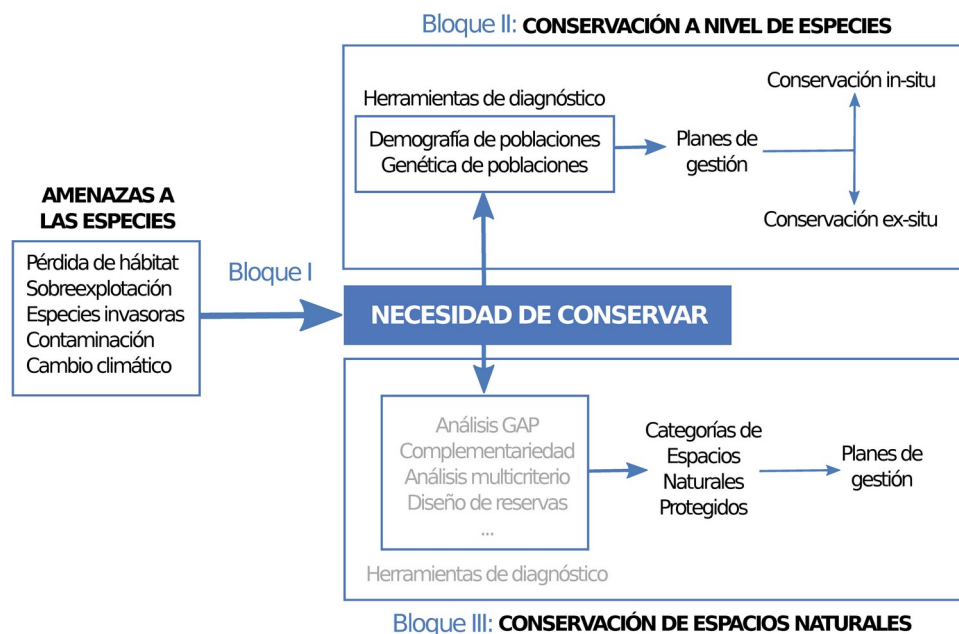 Bloque II: CONSERVACIÓN A NIVEL DE ESPECIES
Herramientas de diagnóstico
Demografía de poblaciones
Genética de poblaciones
Planes de
gestión
Conservación in-situ
Conservación ex-situ
AMENAZAS A
LAS ESPECIES
Pérdida de hábitat
Sobreexplotación
Especies invasoras
Contaminación
Cambio climático
Bloque I
NECESIDAD DE CONSERVAR
Análisis GAP
Complementariedad
Análisis multicriterio
Diseño de reservas
...
Herramientas de diagnóstico
Categorías de
Espacios
Naturales
Protegidos
Planes de
gestión
Bloque III: CONSERVACIÓN DE ESPACIOS NATURALES